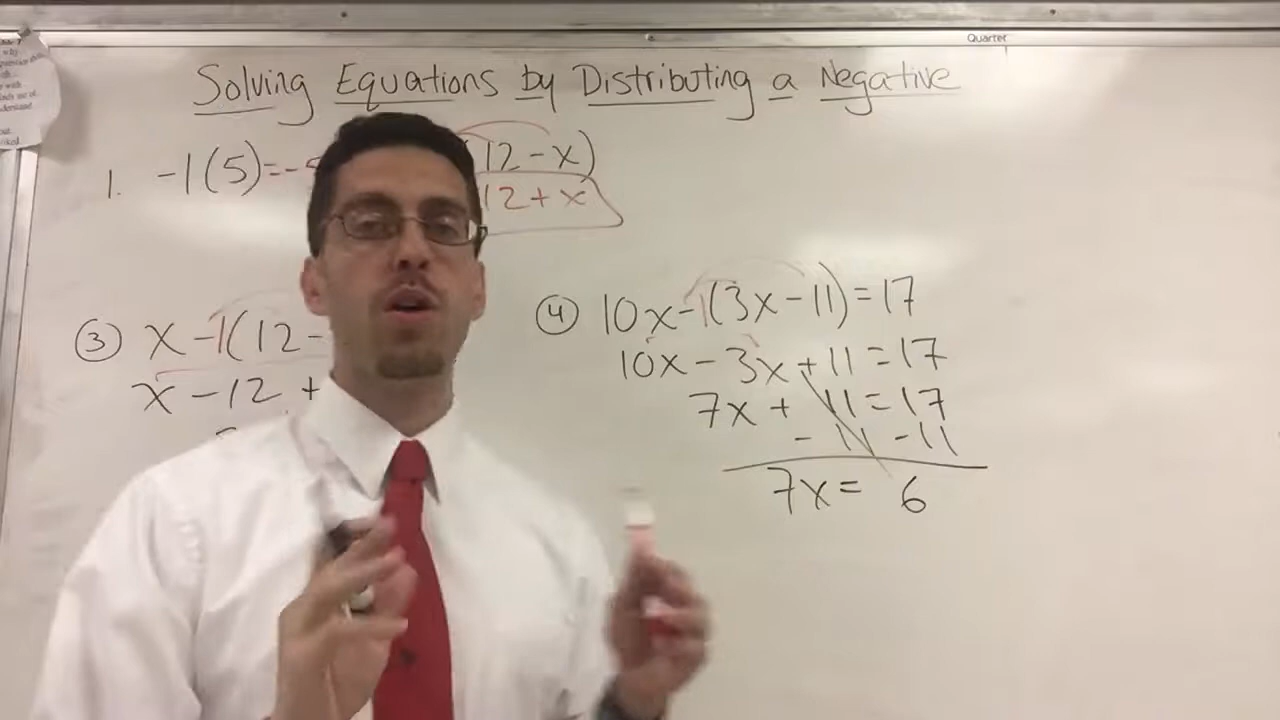 Quarter
Solving Equations by Distributing a Negative
1. -1(5)=-5
(12-x)
12+x
③ x-1(12-
x-12+
④ 10x-1(3x-11)=17
10x-3x+11=17
7x+11=17
-11 -11
7x= 6